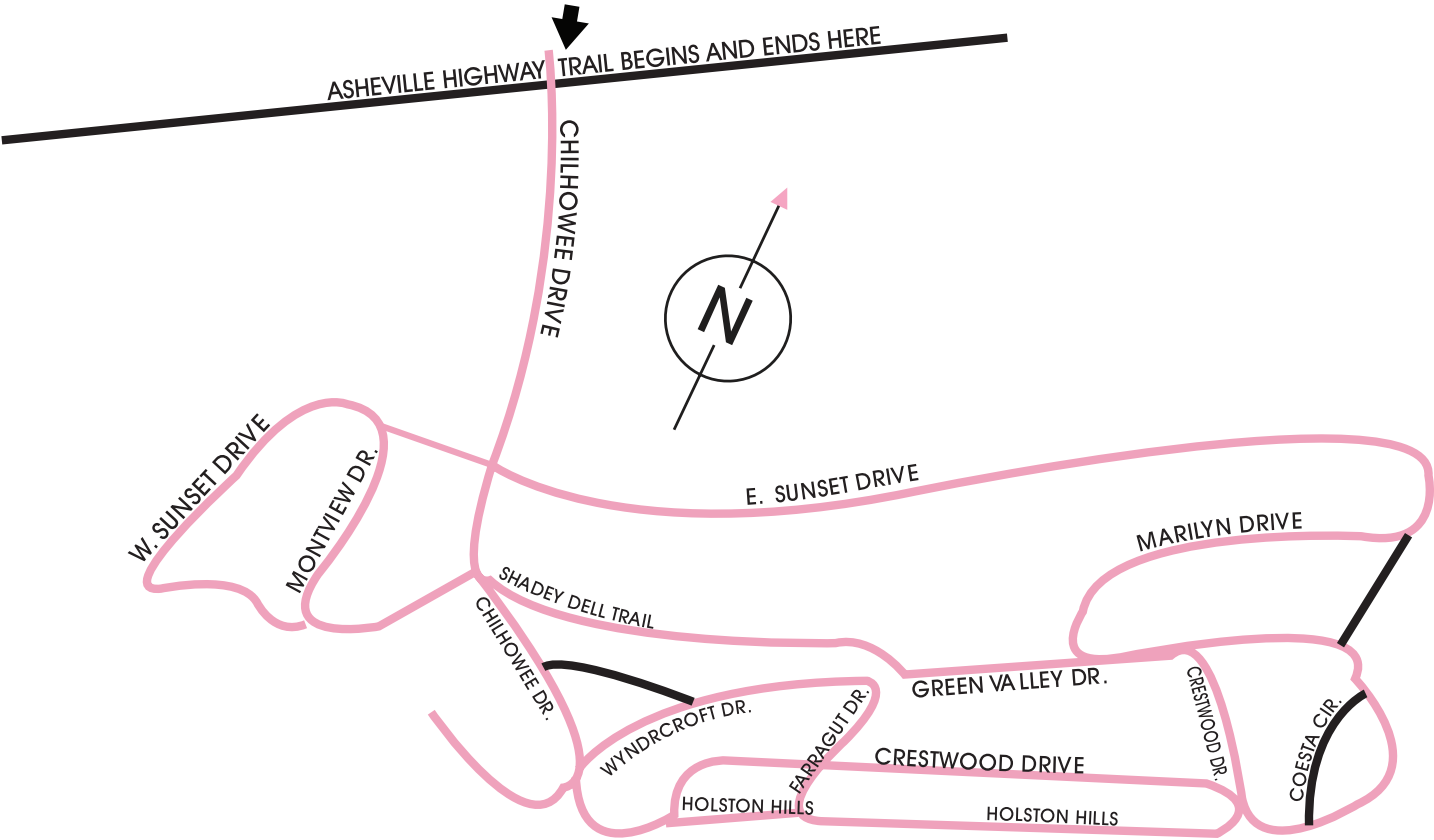 ASHEVILLE HIGHWAY TRAIL BEGINS AND ENDS HERE
CHILHOWEE DRIVE
N
W. SUNSET DRIVE
MONTVIEW DR.
E. SUNSET DRIVE
MARILYN DRIVE
SHADEY DELL TRAIL
CHILHOWEE DR.
GREEN VALLEY DR.
WYNDRCROFT DR.
FARRAGUT DR.
CRESTWOOD DR.
COESTA CIR.
CRESTWOOD DRIVE
HOLSTON HILLS
HOLSTON HILLS